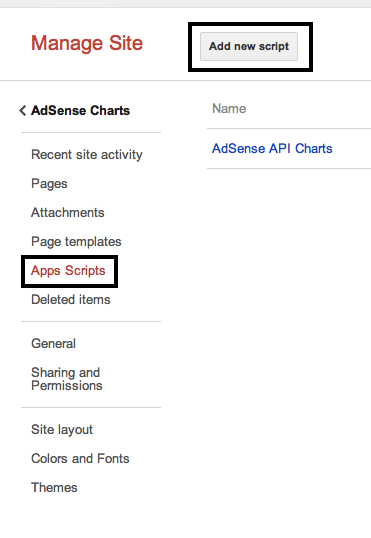 Manage Site
Add new script
AdSense Charts
Recent site activity
Pages
Attachments
Page templates
Apps Scripts
Deleted items
General
Sharing and
Permissions
Site layout
Colors and Fonts
Themes
Name
AdSense API Charts